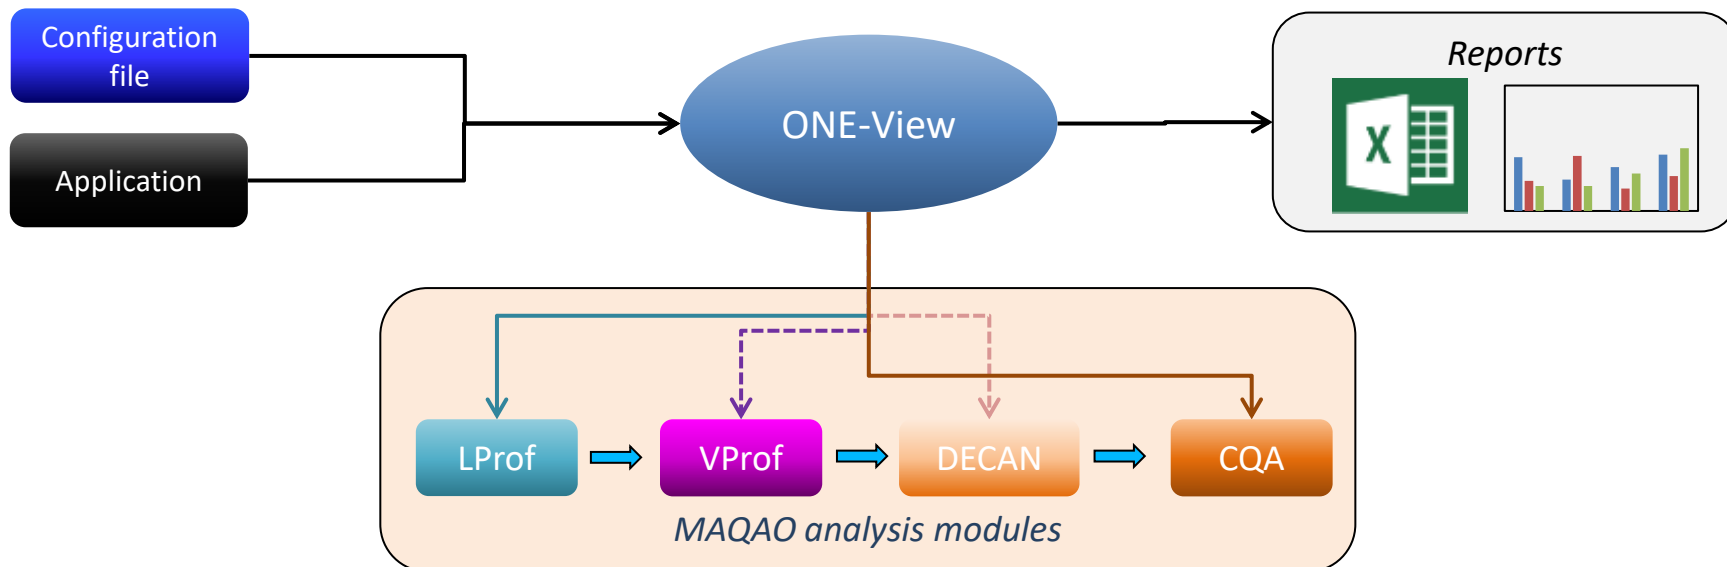 Configuration
file
Application
ONE-View
Reports
X
LProf
VProf
DECAN
CQA
MAQAO analysis modules